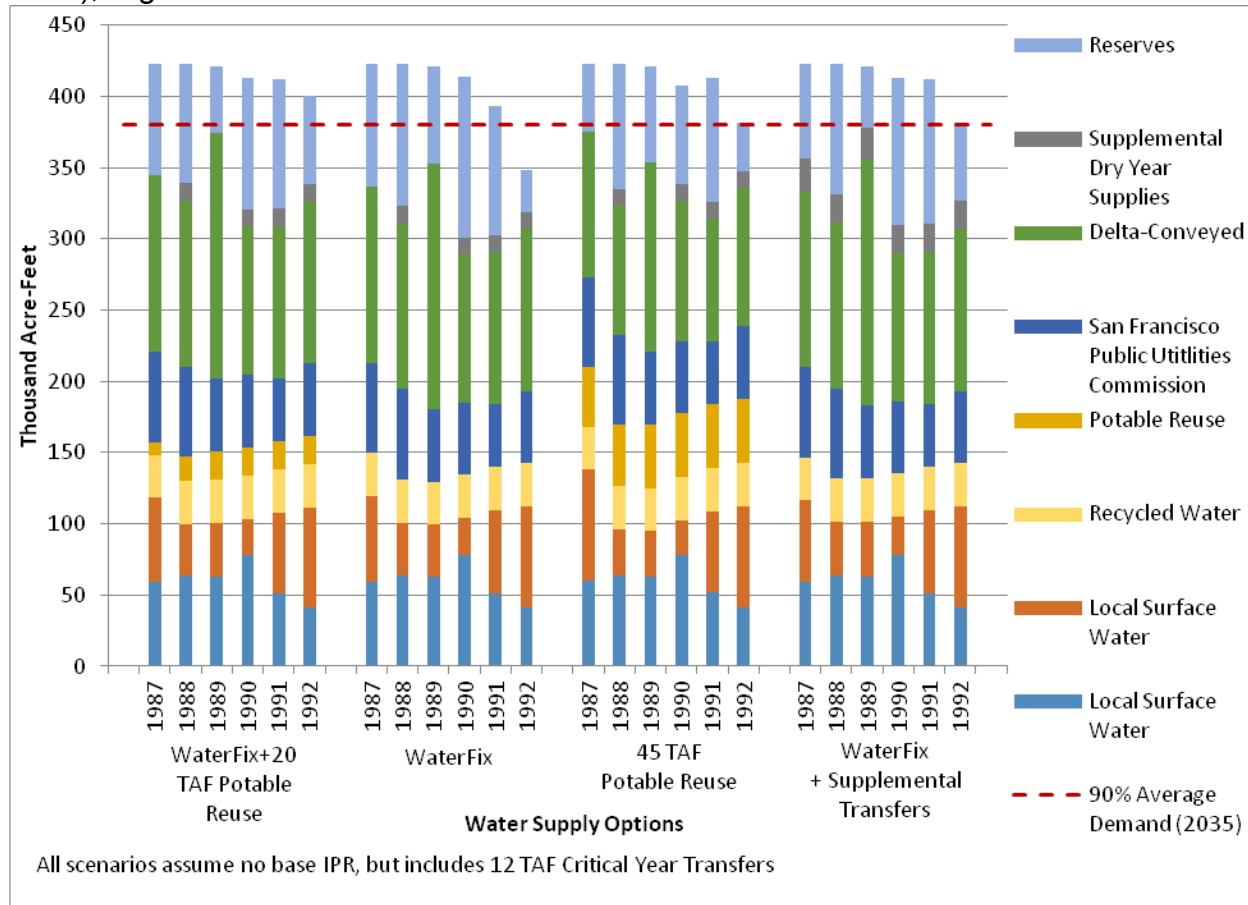 450
400
350
300
250
200
150
100
50
0
Thousand Acre-Feet
1987 1988 1989 1990 1991 1992 1987 1988 1989 1990 1991 1992 1987 1988 1989 1990 1991 1992 1987 1988 1989 1990 1991 1992
WaterFix+20
TAF Potable
Reuse
WaterFix
45 TAF
Potable Reuse
WaterFix
+ Supplemental
Transfers
Water Supply Options
All scenarios assume no base IPR, but includes 12 TAF Critical Year Transfers
Reserves
Supplemental
Dry Year
Supplies
Delta-Conveyed
San Francisco
Public Utitlities
Commission
Potable Reuse
Recycled Water
Local Surface
Water
Local Surface
Water
90% Average
Demand (2035)